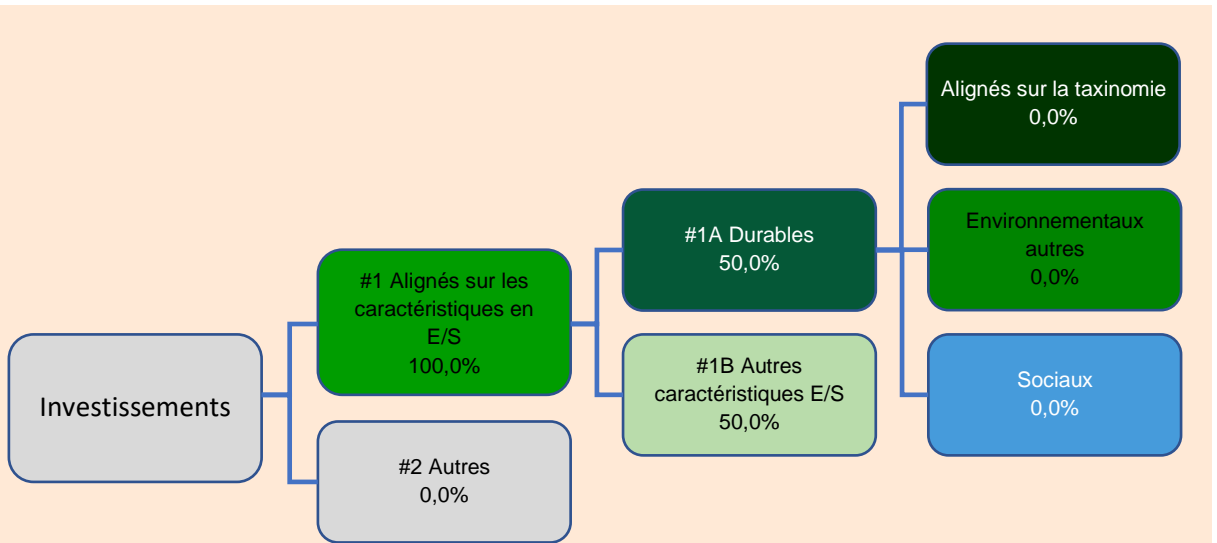 Investissements
#1 Alignés sur les
caractéristiques en
E/S
100,0%
#2 Autres
0,0%
#1A Durables
50,0%
#1B Autres
caractéristiques E/S
50,0%
Alignés sur la taxinomie
0,0%
Environnementaux
autres
0,0%
Sociaux
0,0%